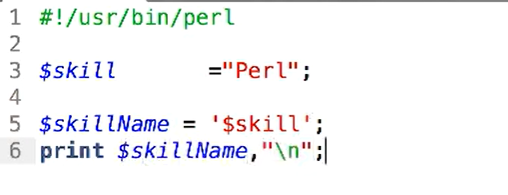 1 #!/usr/bin/perl
2
3 $skill       ="Perl";
4
5 $skillName = '$skill';
6 print $skillName,"\n";